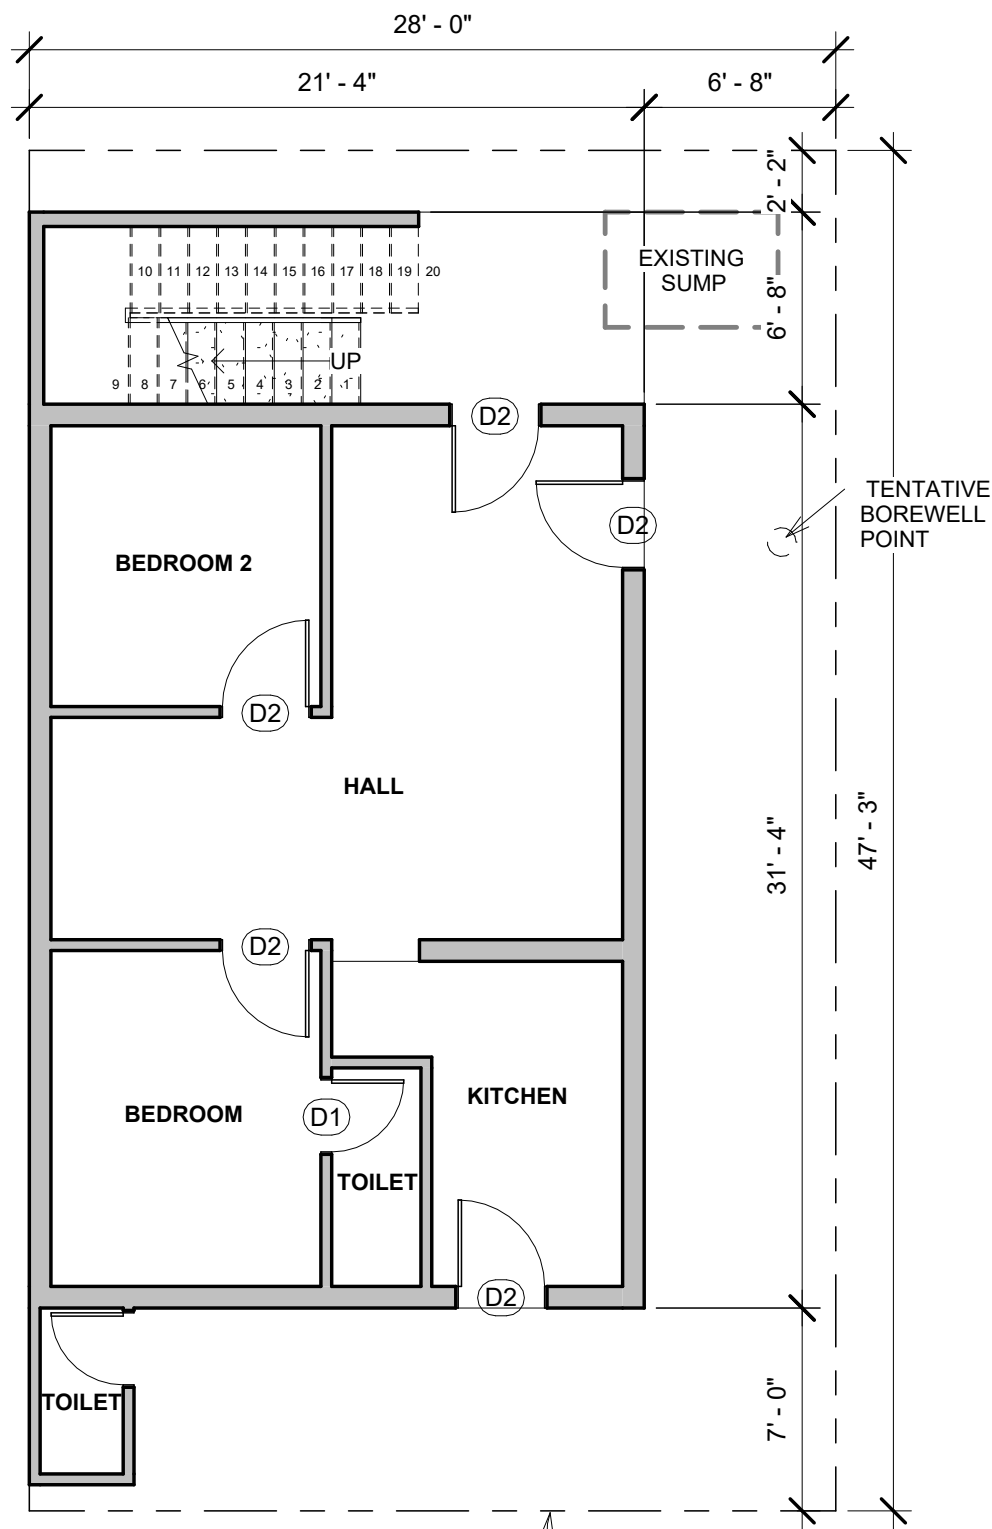 28' - 0"
21' - 4"
6' - 8"
2' - 2"
EXISTING
SUMP
6' - 8"
10 11 12 13 14 15 16 17 18 19 20
UP
9 8 7 6 5 4 3 2 1
D2
TENTATIVE
BOREWELL
POINT
D2
BEDROOM 2
D2
HALL
31' - 4"
47' - 3"
D2
KITCHEN
BEDROOM
D1
TOILET
D2
TOILET
7' - 0"